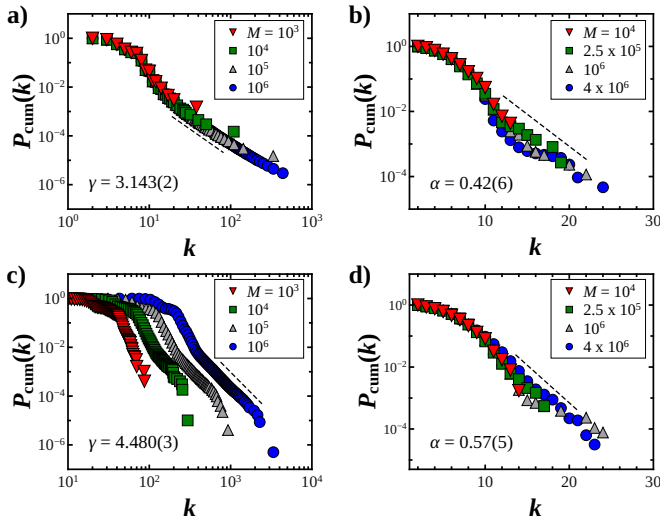 a)
P_cum(k)
10^0
10^-2
10^-4
10^-6
M = 10^3
10^4
10^5
10^6
γ = 3.143(2)
10^0 10^1 10^2 10^3
k
b)
P_cum(k)
10^0
10^-2
10^-4
M = 10^4
2.5 x 10^5
10^6
4 x 10^6
α = 0.42(6)
10 20 30
k
c)
P_cum(k)
10^0
10^-2
10^-4
10^-6
M = 10^3
10^4
10^5
10^6
γ = 4.480(3)
10^1 10^2 10^3 10^4
k
d)
P_cum(k)
10^0
10^-2
10^-4
M = 10^4
2.5 x 10^5
10^6
4 x 10^6
α = 0.57(5)
10 20 30
k